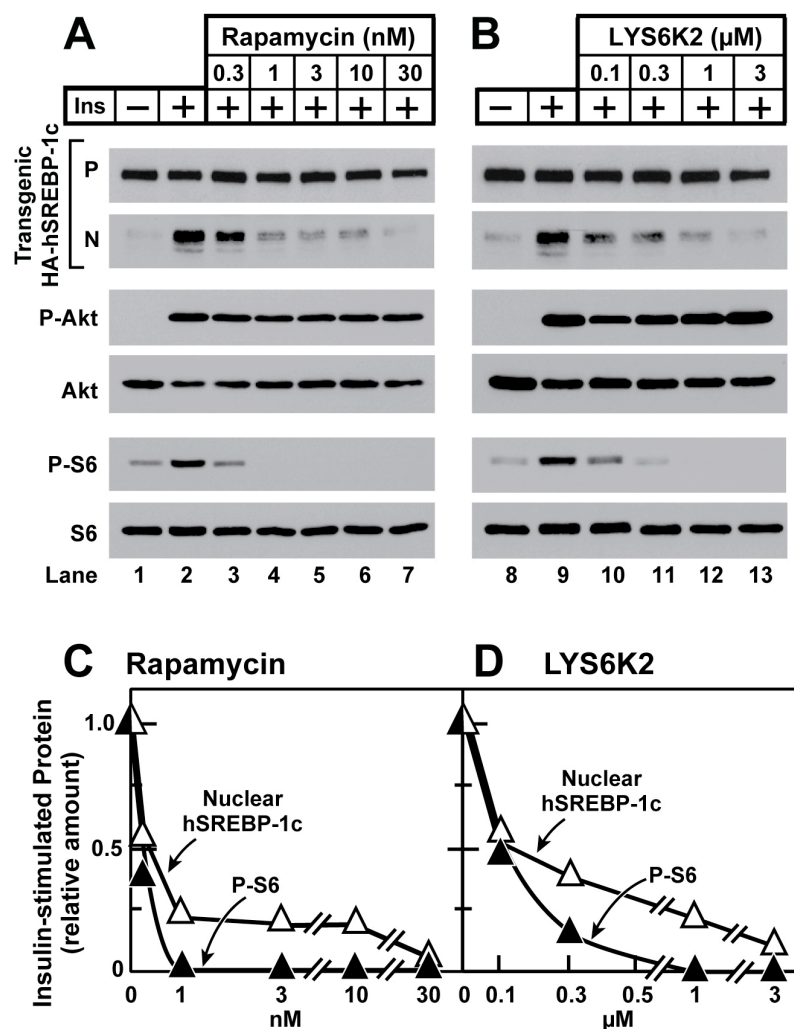 A
Rapamycin (nM)
0.3 1 3 10 30
Ins − + + + + + +
B
LYS6K2 (µM)
0.1 0.3 1 3
− + + + + +
Transgenic
HA-hSREBP-1c
P
N
P-Akt
Akt
P-S6
S6
Lane 1 2 3 4 5 6 7 8 9 10 11 12 13
C Rapamycin
D LYS6K2
Insulin-stimulated Protein
(relative amount)
1.0
0.5
0
Nuclear
hSREBP-1c
P-S6
0 1 3 10 30
nM
Nuclear
hSREBP-1c
P-S6
0 0.1 0.3 0.5 1 3
µM